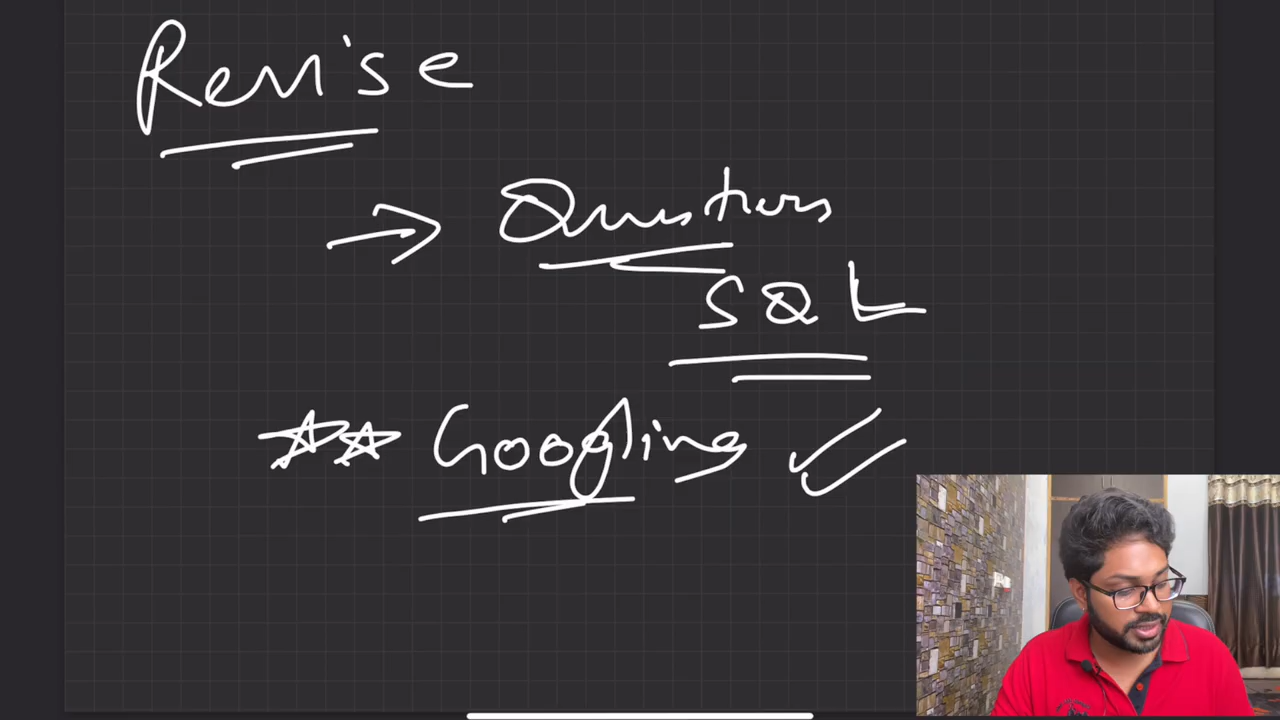 Revise
→ Questions
SQL
☆☆ Googling ✓✓